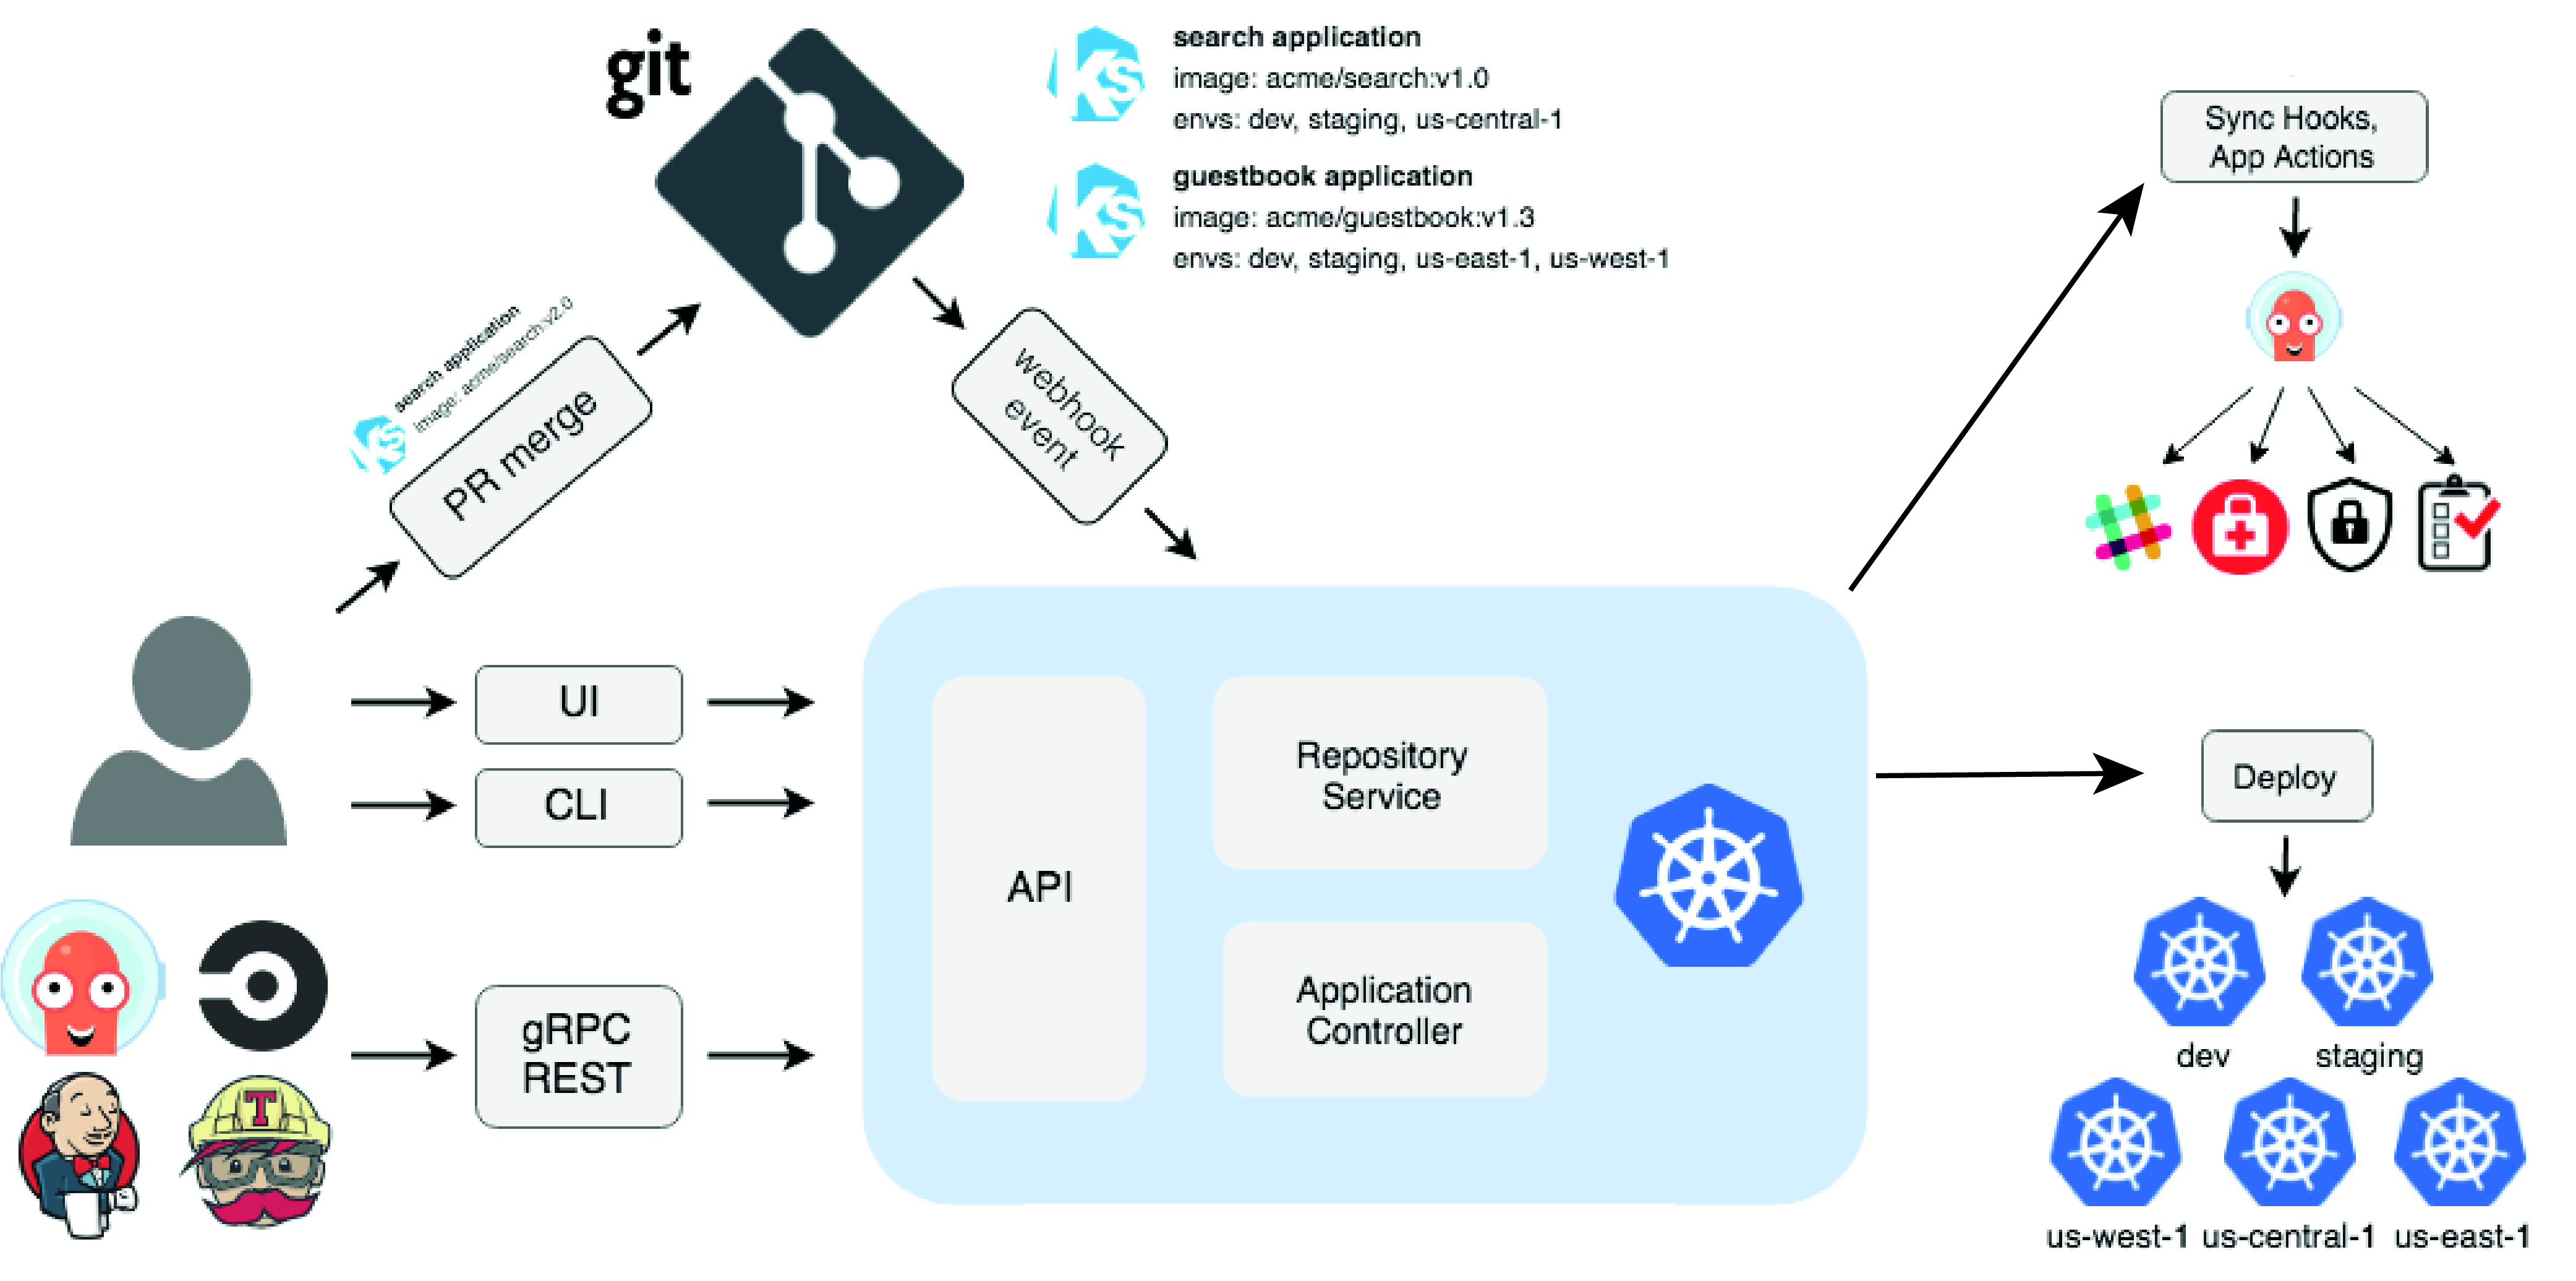 git
search application
image: acme/search:v1.0
envs: dev, staging, us-central-1
guestbook application
image: acme/guestbook:v1.3
envs: dev, staging, us-east-1, us-west-1
Ks
Ks
Sync Hooks,
App Actions
search application
image: acme/search:v2.0
Ks
PR merge
webhook
event
UI
CLI
gRPC
REST
T
API
Repository
Service
Application
Controller
Deploy
dev
staging
us-west-1
us-central-1
us-east-1